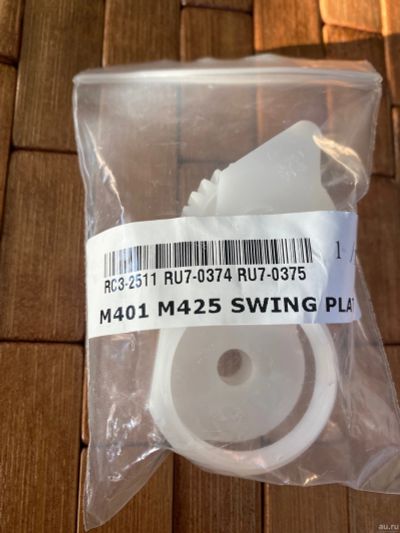 1 /
RC3-2511 RU7-0374 RU7-0375
M401 M425 SWING PLAT
au.ru